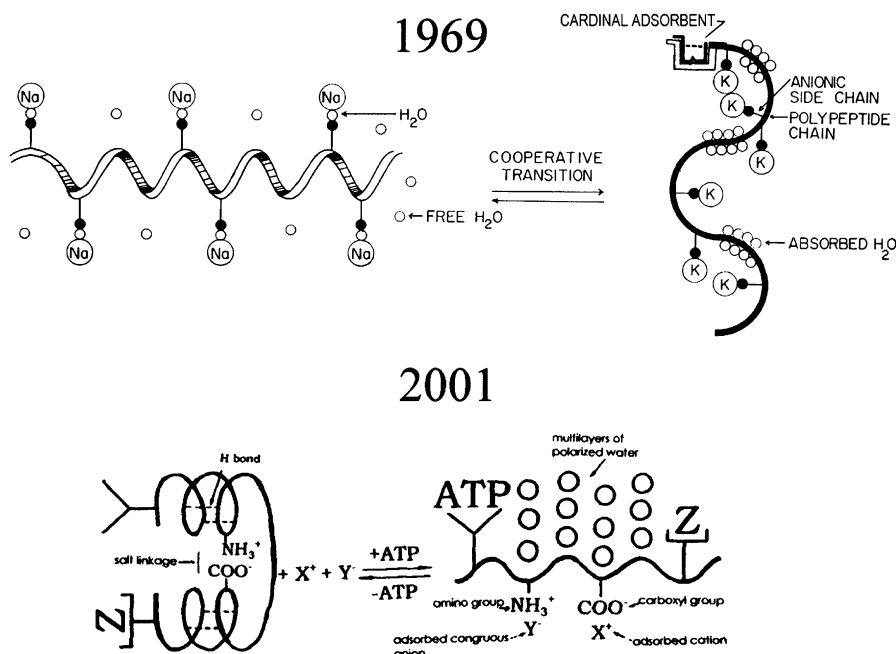 1969
CARDINAL ADSORBENT
Na Na Na
H2O
K
K
ANIONIC
SIDE CHAIN
POLYPEPTIDE
CHAIN
K
COOPERATIVE
TRANSITION
K
FREE H2O
Na Na Na
ABSORBED H2O
K
K
2001
H bond
multilayers of
polarized water
ATP
Z
NH3+
salt linkage
COO-
+ X+ + Y-
+ATP
-ATP
Z
amino group
NH3+
COO-
carboxyl group
Y-
X+
adsorbed congruous
anion
adsorbed cation